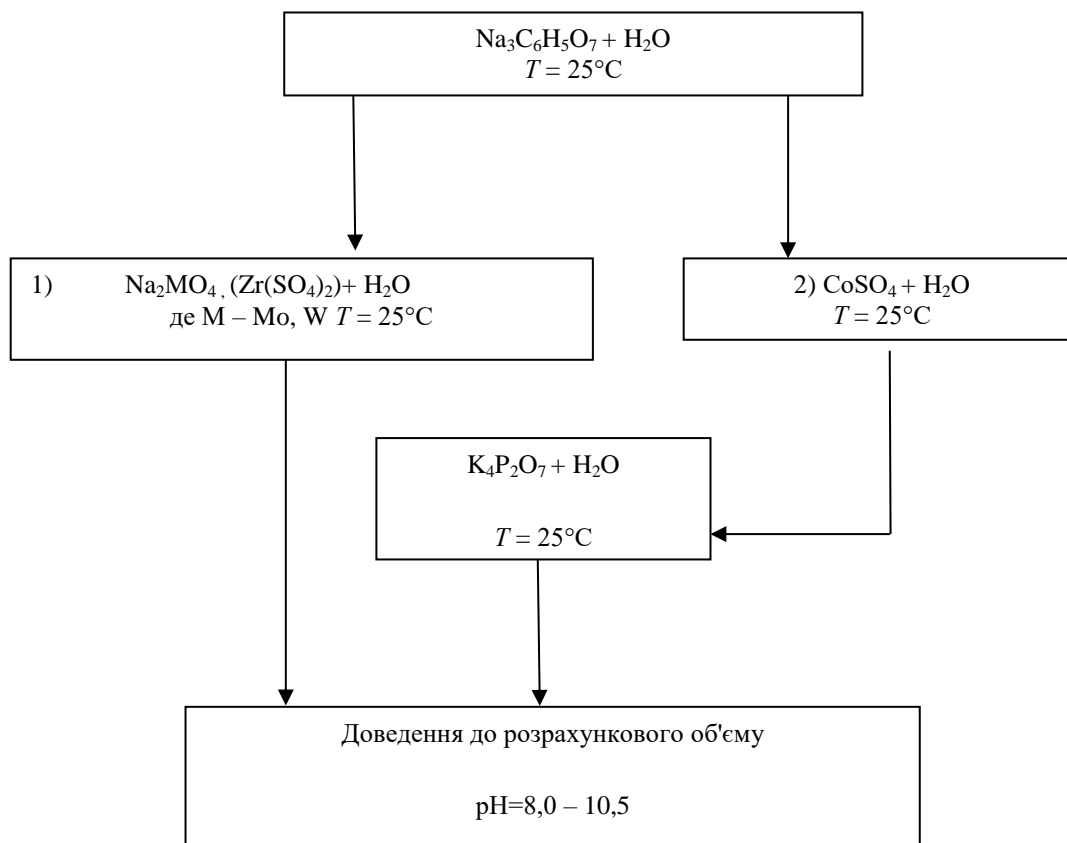 Na₃C₆H₅O₇ + H₂O
T = 25°C
1) Na₂MO₄ , (Zr(SO₄)₂)+ H₂O
де M – Mo, W T = 25°C
2) CoSO₄ + H₂O
T = 25°C
K₄P₂O₇ + H₂O
T = 25°C
Доведення до розрахункового об'єму
pH=8,0 – 10,5